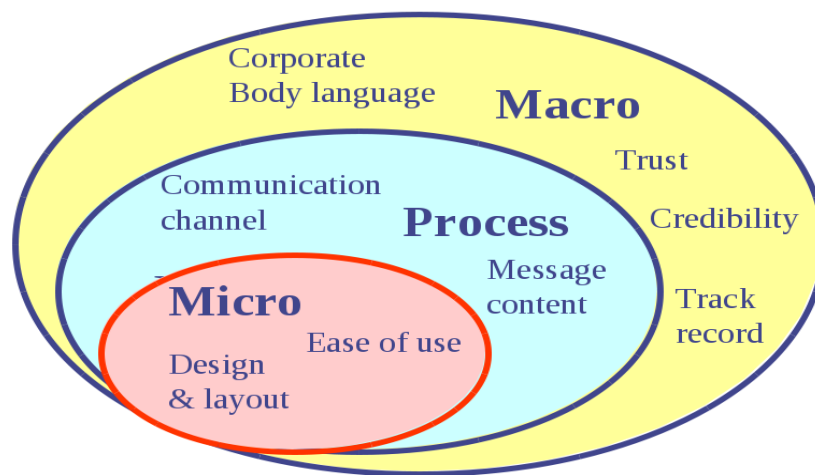 Corporate
Body language
Macro
Trust
Communication
channel
Process
Credibility
Message
content
Track
record
Micro
Ease of use
Design
& layout